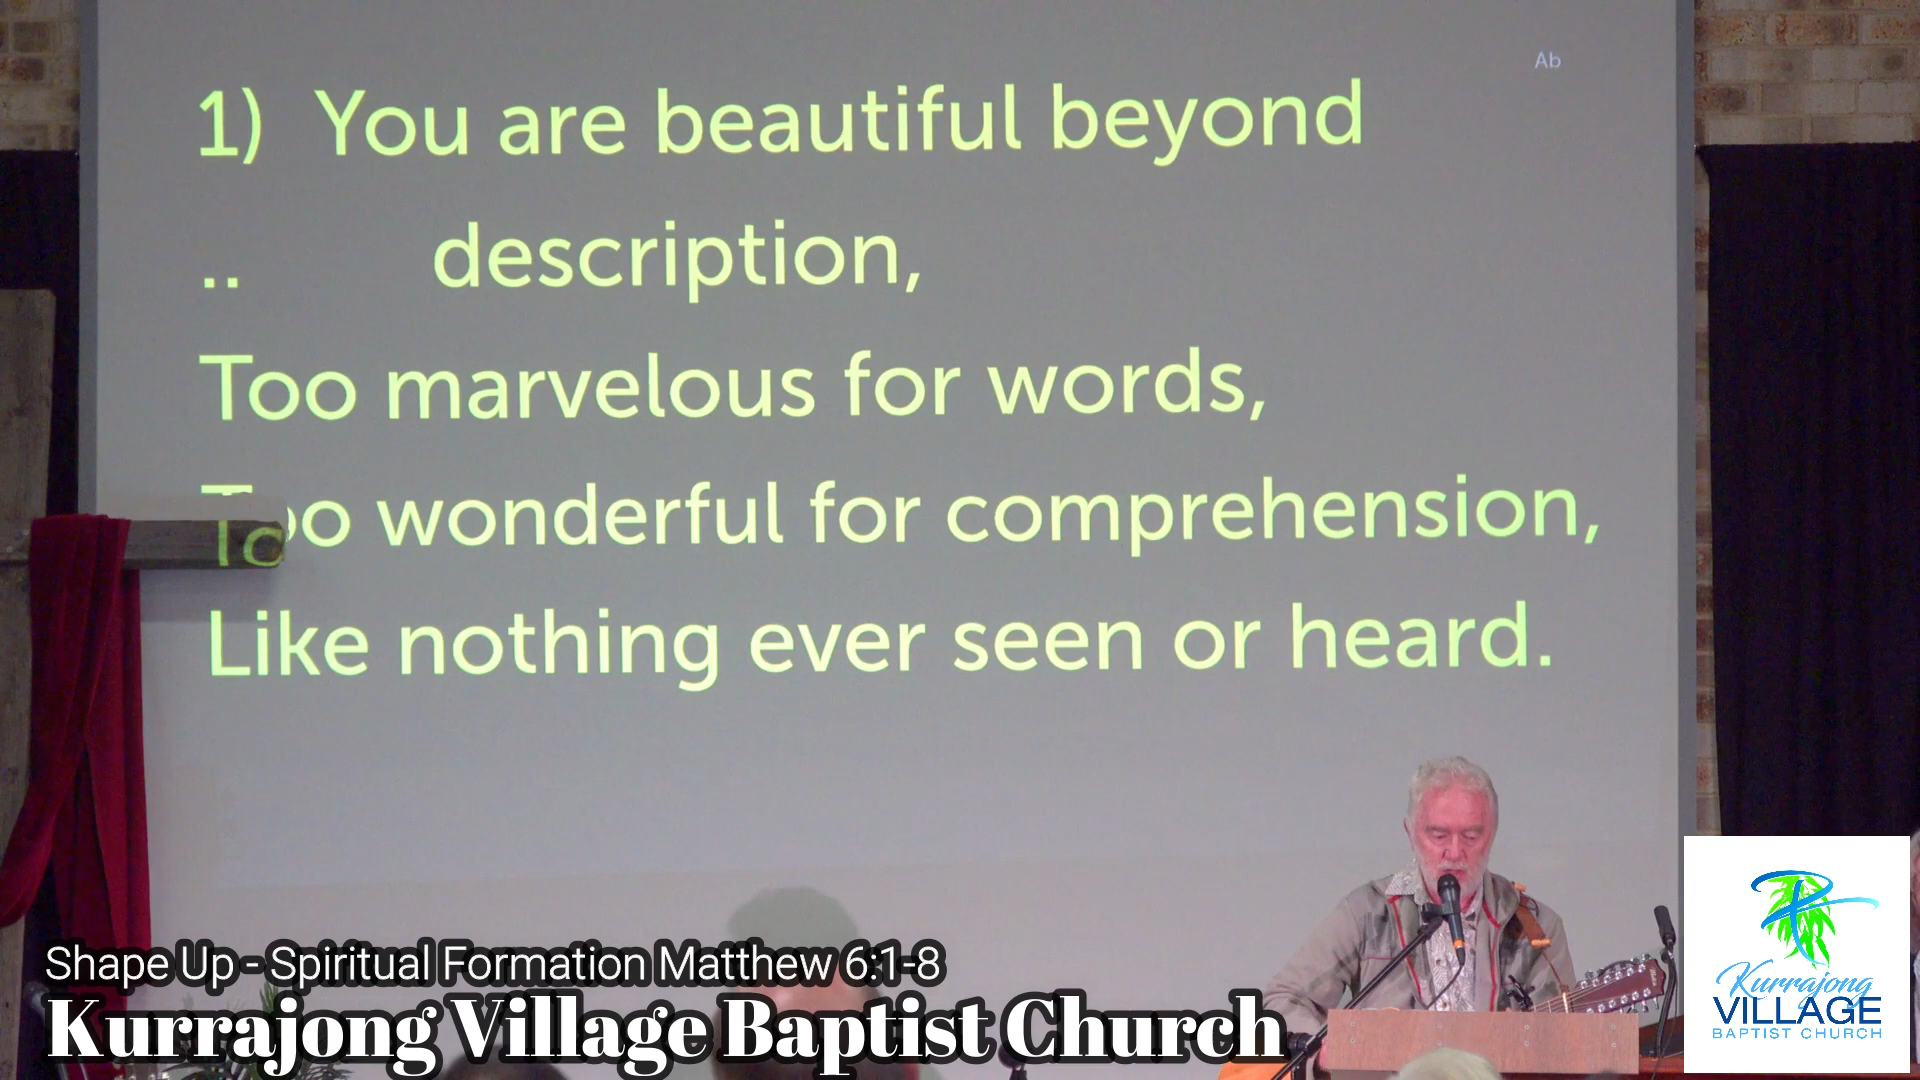 Ab
1) You are beautiful beyond
.. description,
Too marvelous for words,
Too wonderful for comprehension,
Like nothing ever seen or heard.
Shape Up - Spiritual Formation Matthew 6:1-8
Kurrajong Village Baptist Church
Kurrajong
VILLAGE
BAPTIST CHURCH